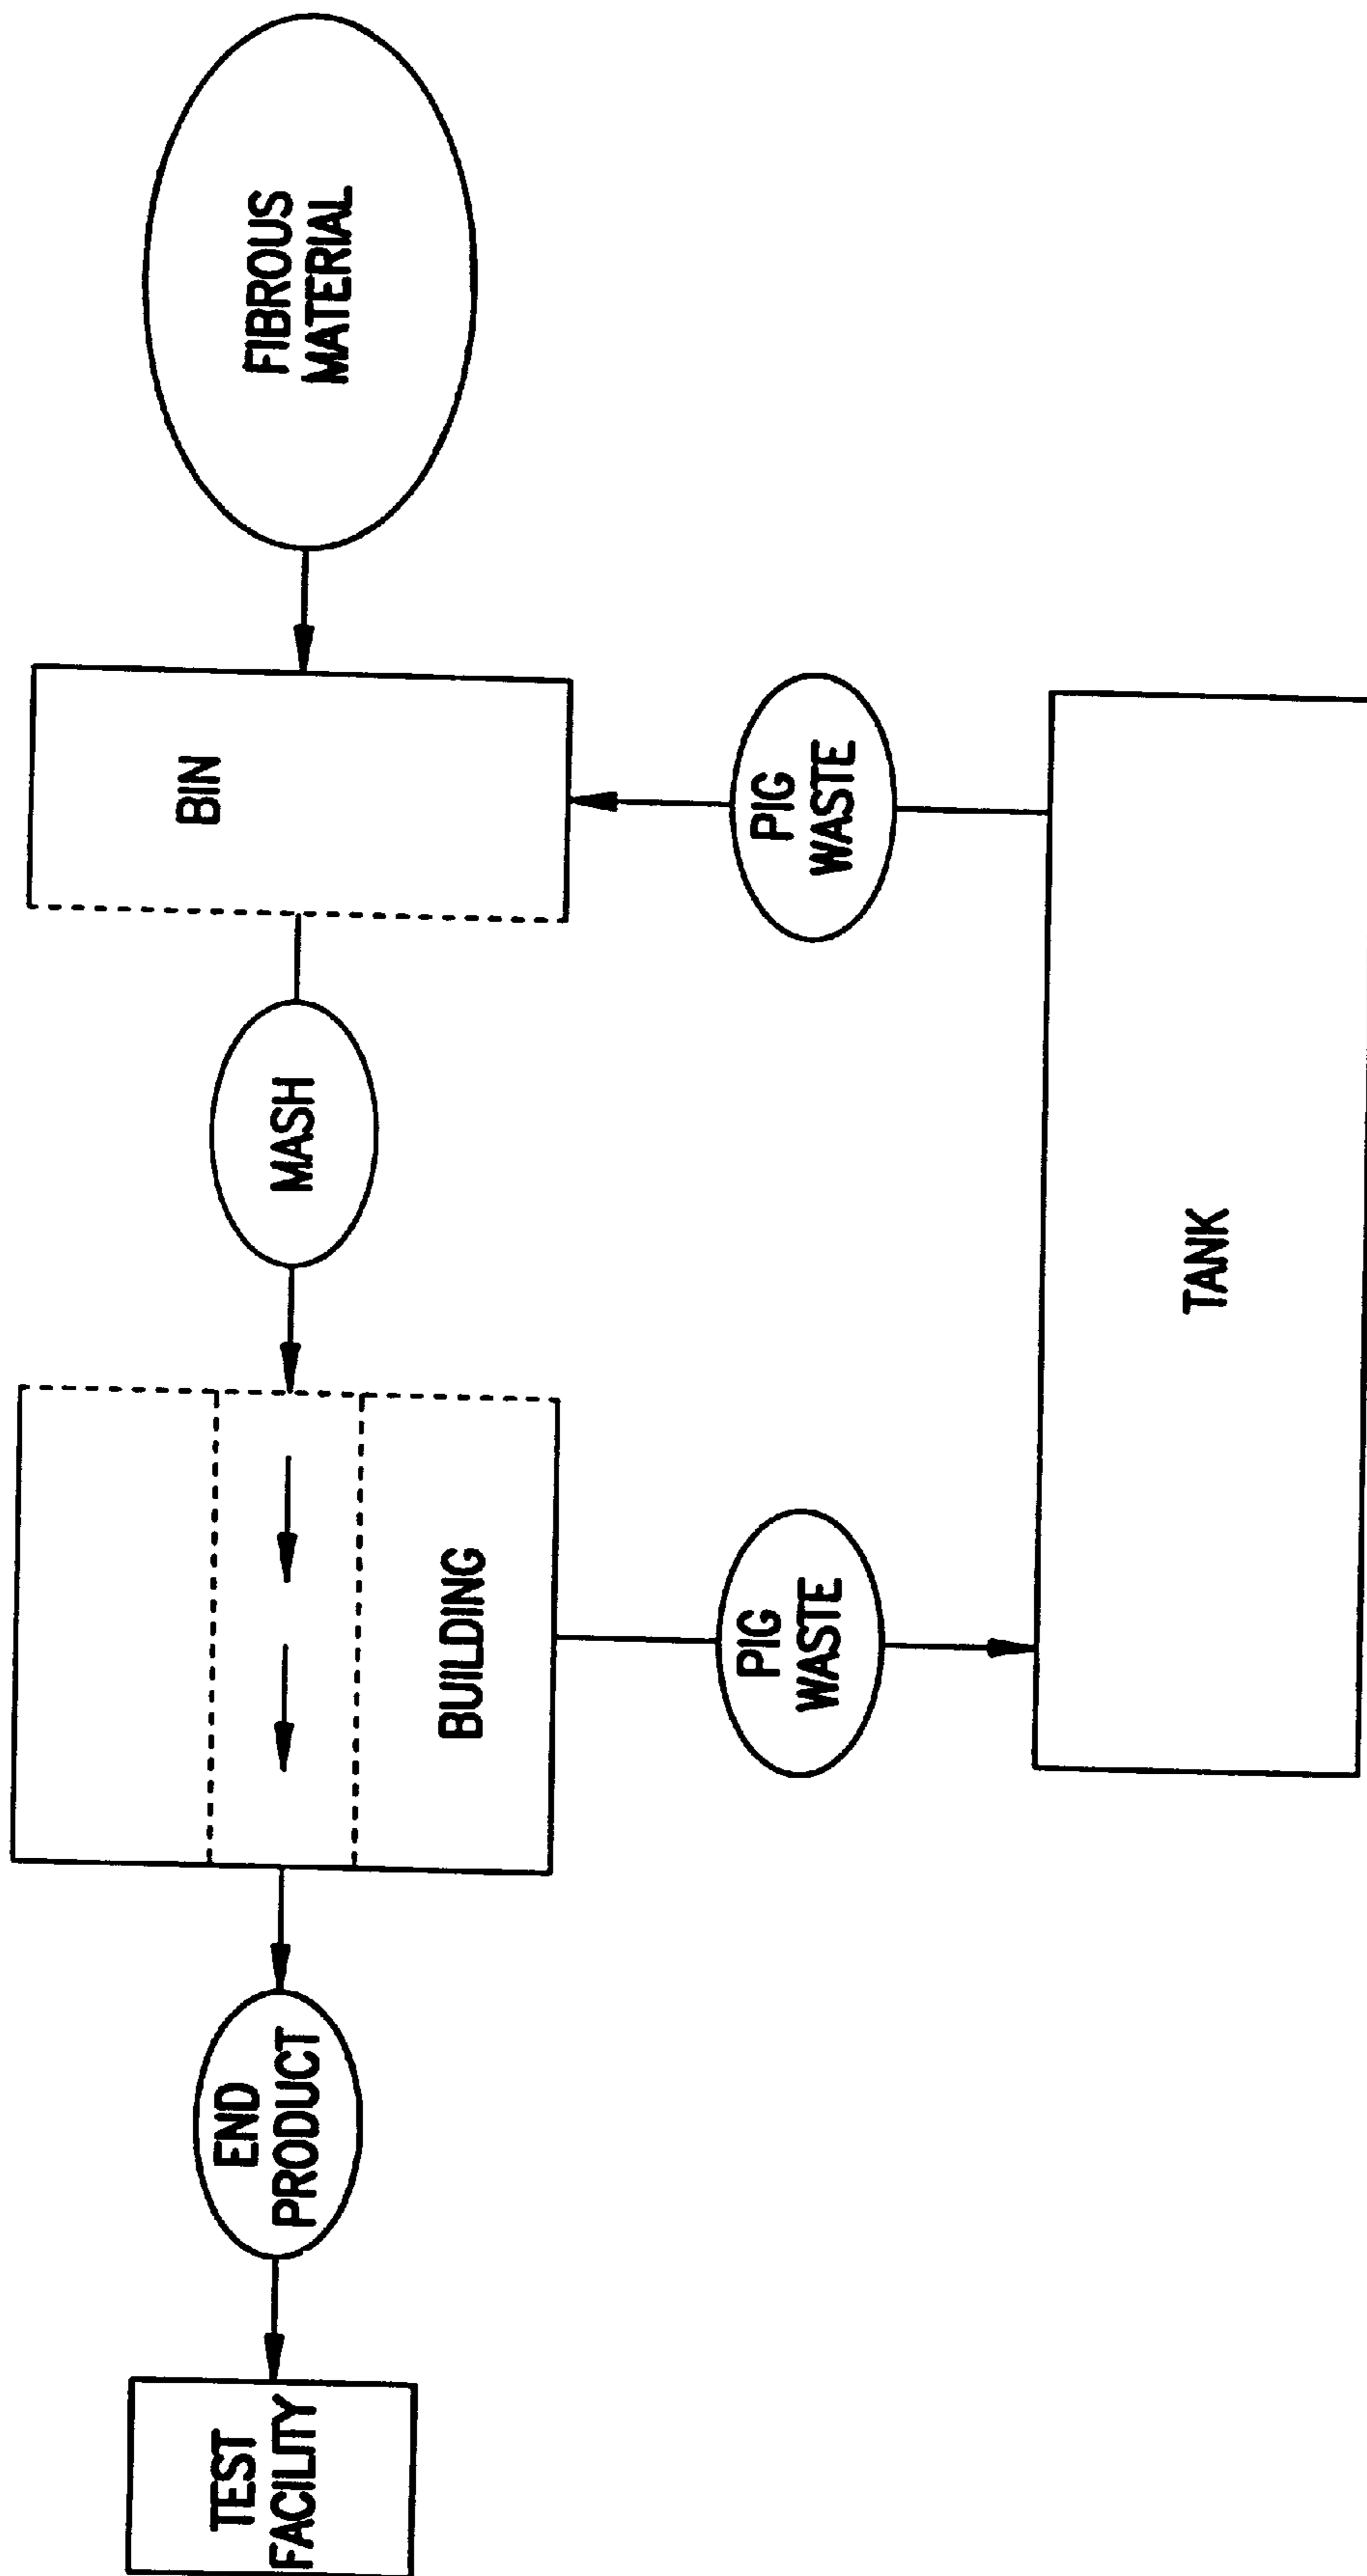 FIBROUS
MATERIAL
BIN
PIG
WASTE
MASH
TANK
BUILDING
PIG
WASTE
END
PRODUCT
TEST
FACILITY